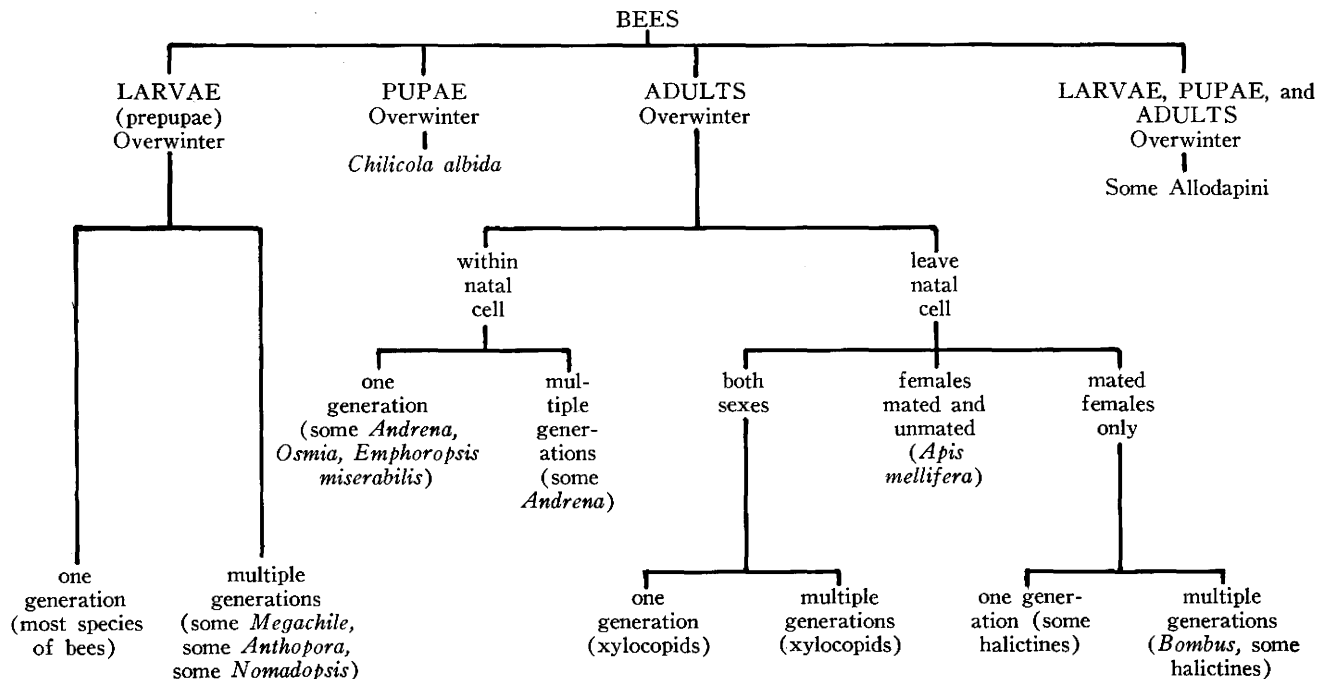 BEES
LARVAE
(prepupae)
Overwinter
PUPAE
Overwinter
Chilicola albida
ADULTS
Overwinter
LARVAE, PUPAE, and
ADULTS
Overwinter
Some Allodapini
within
natal
cell
leave
natal
cell
one
generation
(some Andrena,
Osmia, Emphoropsis
miserabilis)
mul-
tiple
gener-
ations
(some
Andrena)
both
sexes
females
mated and
unmated
(Apis
mellifera)
mated
females
only
one
generation
(most species
of bees)
multiple
generations
(some Megachile,
some Anthopora,
some Nomadopsis)
one
generation
(xylocopids)
multiple
generations
(xylocopids)
one gener-
ation (some
halictines)
multiple
generations
(Bombus, some
halictines)